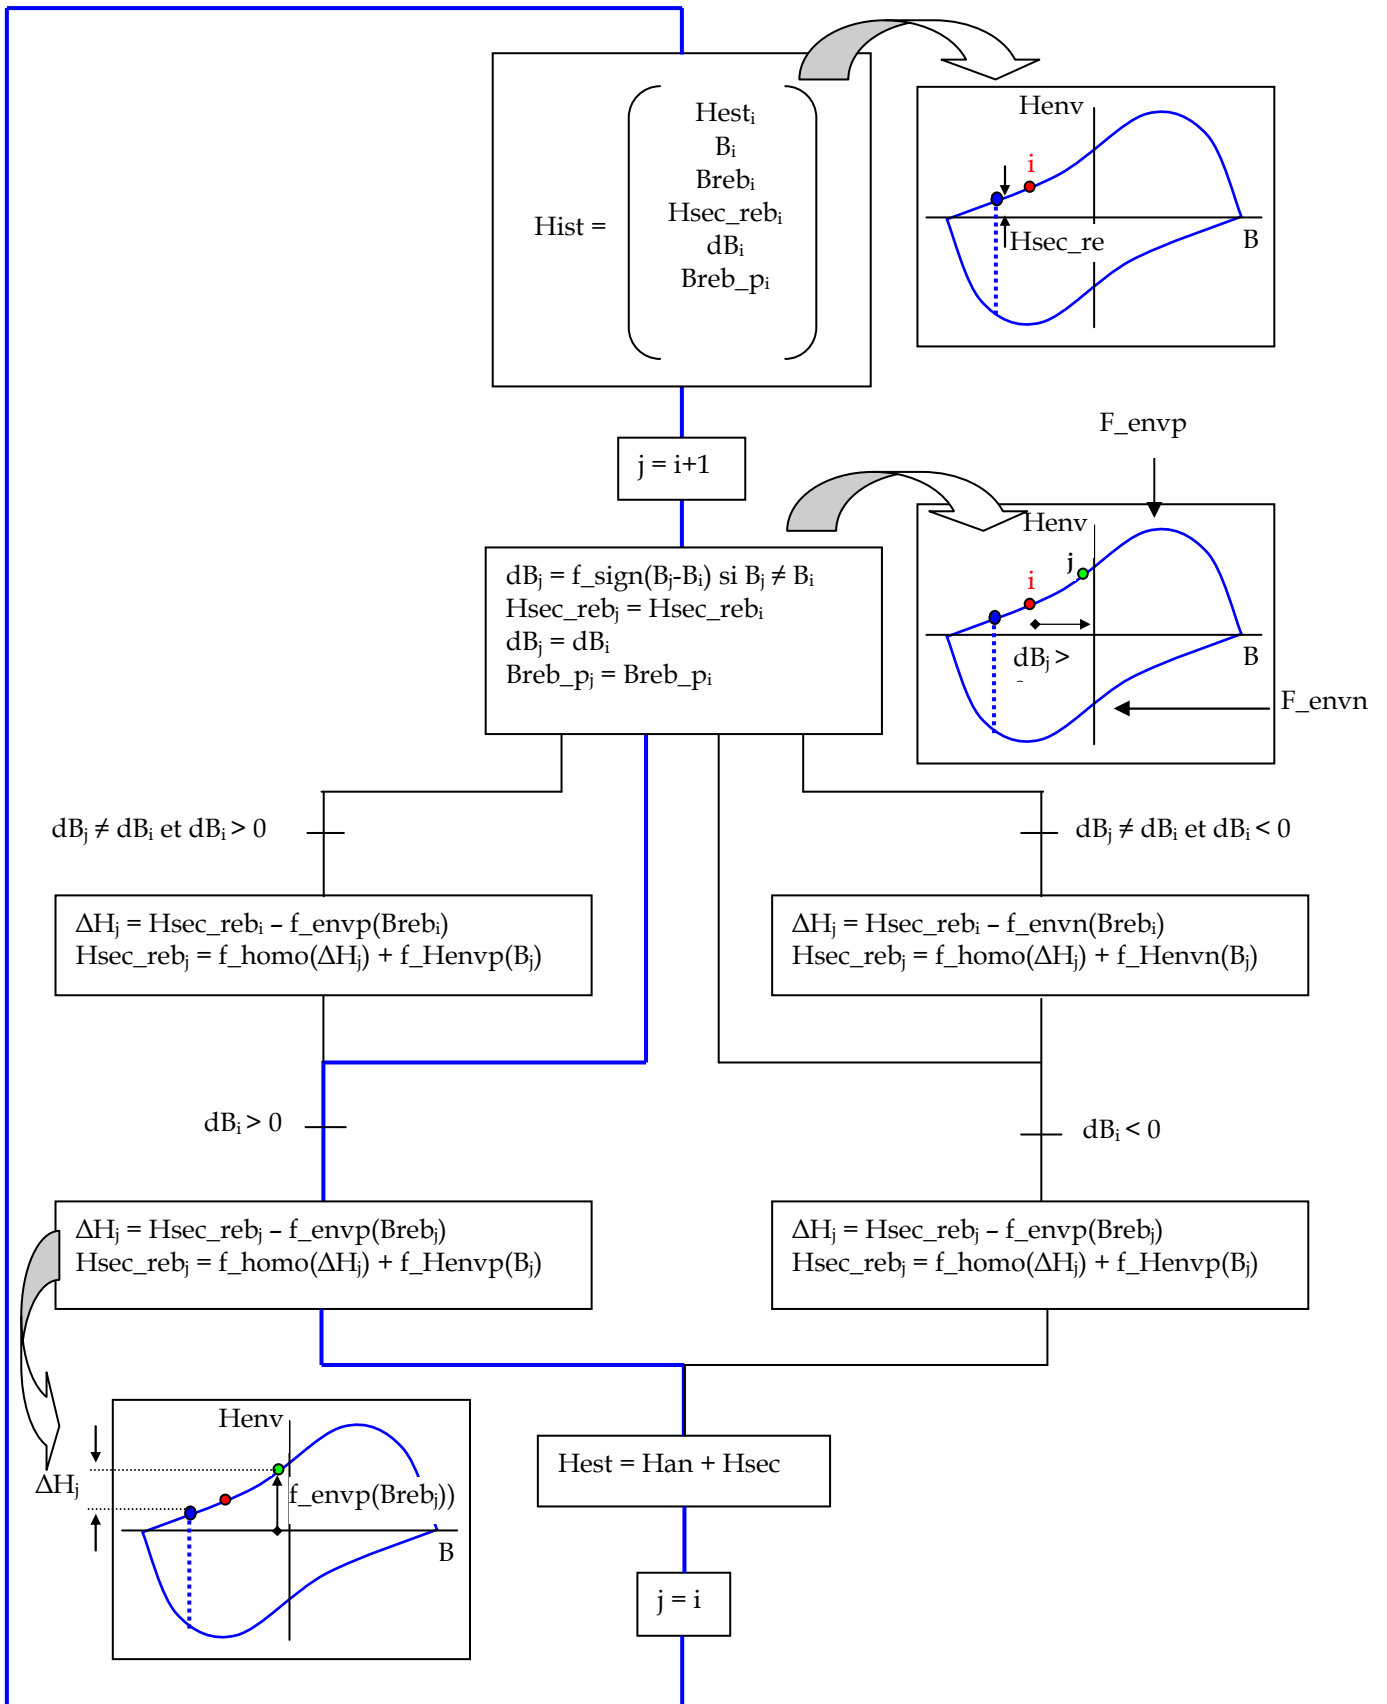 Hist =
Hestᵢ
Bᵢ
Brebᵢ
Hsec_rebᵢ
dBᵢ
Breb_pᵢ
Henv
i
Hsec_re
B
j = i+1
F_envp
dBⱼ = f_sign(Bⱼ-Bᵢ) si Bⱼ ≠ Bᵢ
Hsec_rebⱼ = Hsec_rebᵢ
dBⱼ = dBᵢ
Breb_pⱼ = Breb_pᵢ
Henv
j
i
dBⱼ >
B
F_envn
dBⱼ ≠ dBᵢ et dBᵢ > 0
dBⱼ ≠ dBᵢ et dBᵢ < 0
ΔHⱼ = Hsec_rebᵢ – f_envp(Brebᵢ)
Hsec_rebⱼ = f_homo(ΔHⱼ) + f_Henvp(Bⱼ)
ΔHⱼ = Hsec_rebᵢ – f_envn(Brebᵢ)
Hsec_rebⱼ = f_homo(ΔHⱼ) + f_Henvn(Bⱼ)
dBᵢ > 0
dBᵢ < 0
ΔHⱼ = Hsec_rebⱼ – f_envp(Brebⱼ)
Hsec_rebⱼ = f_homo(ΔHⱼ) + f_Henvp(Bⱼ)
ΔHⱼ = Hsec_rebⱼ – f_envp(Brebⱼ)
Hsec_rebⱼ = f_homo(ΔHⱼ) + f_Henvp(Bⱼ)
Henv
ΔHⱼ
f_envp(Brebⱼ))
B
Hest = Han + Hsec
j = i